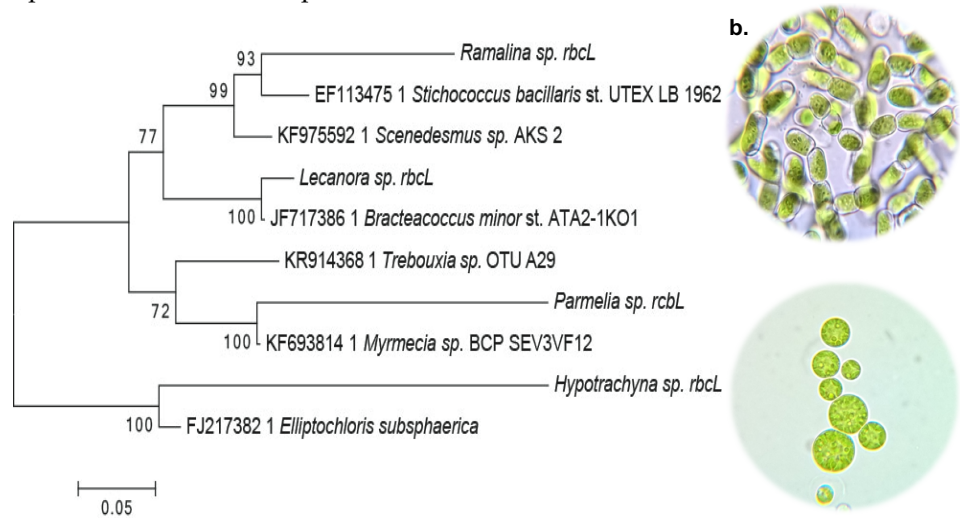 b.
93
Ramalina sp. rbcL
99
EF113475 1 Stichococcus bacillaris st. UTEX LB 1962
77
KF975592 1 Scenedesmus sp. AKS 2
Lecanora sp. rbcL
100
JF717386 1 Bracteacoccus minor st. ATA2-1KO1
KR914368 1 Trebouxia sp. OTU A29
72
Parmelia sp. rcbL
100
KF693814 1 Myrmecia sp. BCP SEV3VF12
Hypotrachyna sp. rbcL
100
FJ217382 1 Elliptochloris subsphaerica
0.05